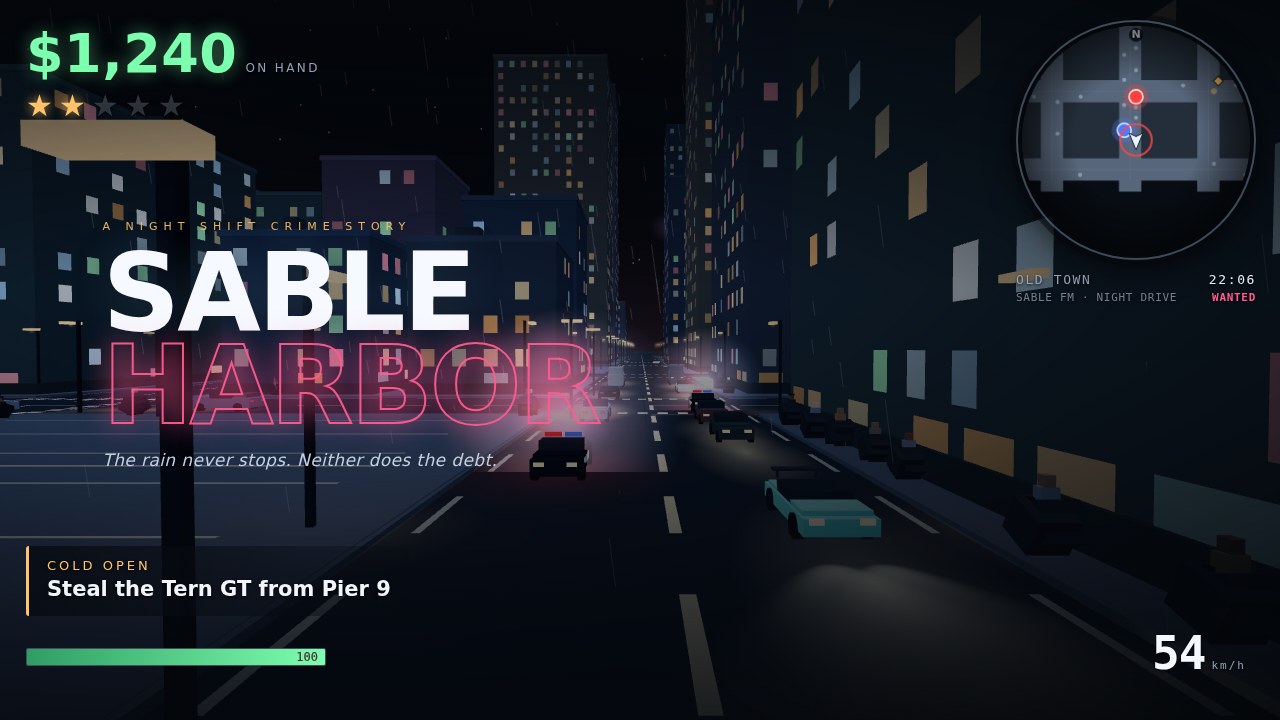 $1,240 ON HAND
N
A NIGHT SHIFT CRIME STORY
SABLE
HARBOR
The rain never stops. Neither does the debt.
OLD TOWN 22:06
SABLE FM · NIGHT DRIVE WANTED
COLD OPEN
Steal the Tern GT from Pier 9
100
54 km/h